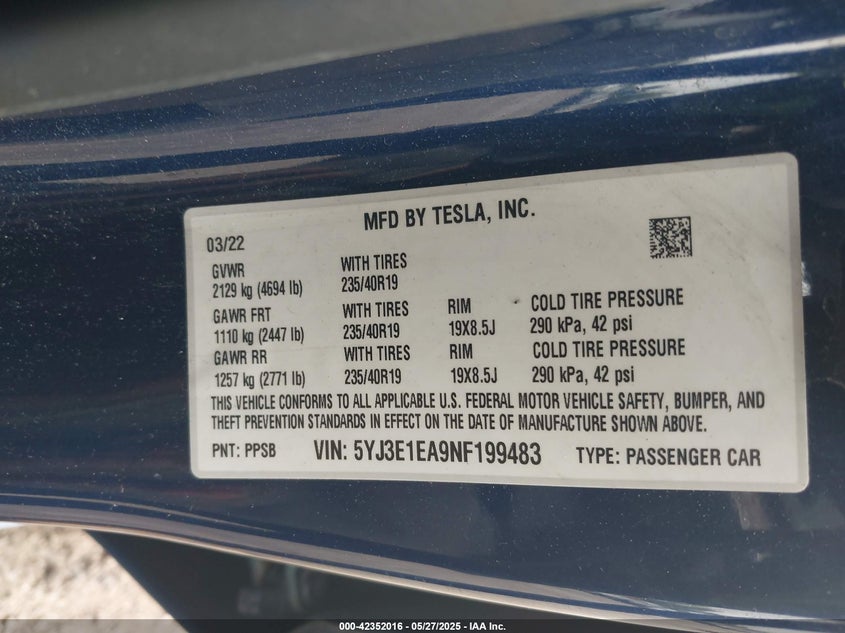 MFD BY TESLA, INC.
03/22
GVWR WITH TIRES
2129 kg (4694 lb) 235/40R19
GAWR FRT WITH TIRES RIM COLD TIRE PRESSURE
1110 kg (2447 lb) 235/40R19 19X8.5J 290 kPa, 42 psi
GAWR RR WITH TIRES RIM COLD TIRE PRESSURE
1257 kg (2771 lb) 235/40R19 19X8.5J 290 kPa, 42 psi
THIS VEHICLE CONFORMS TO ALL APPLICABLE U.S. FEDERAL MOTOR VEHICLE SAFETY, BUMPER, AND
THEFT PREVENTION STANDARDS IN EFFECT ON THE DATE OF MANUFACTURE SHOWN ABOVE.
PNT: PPSB VIN: 5YJ3E1EA9NF199483 TYPE: PASSENGER CAR
000-42352016 — 05/27/2025 - IAA Inc.